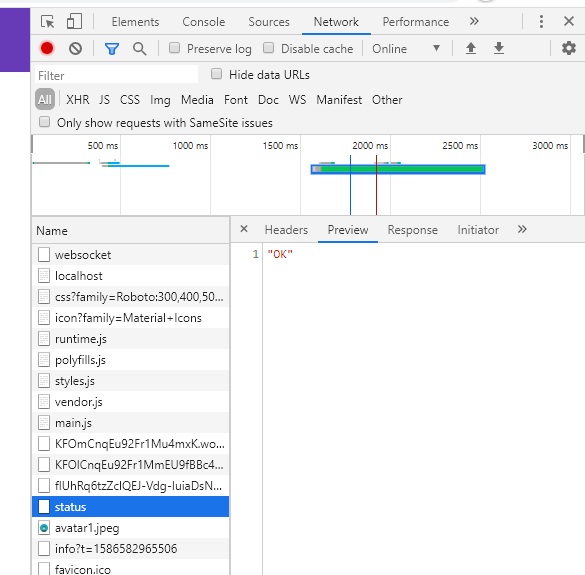 Elements Console Sources Network Performance »
Preserve log Disable cache Online
Filter Hide data URLs
All XHR JS CSS Img Media Font Doc WS Manifest Other
Only show requests with SameSite issues
500 ms 1000 ms 1500 ms 2000 ms 2500 ms 3000 ms
Name × Headers Preview Response Initiator »
websocket 1 "OK"
localhost
css?family=Roboto:300,400,50...
icon?family=Material+Icons
runtime.js
polyfills.js
styles.js
vendor.js
main.js
KFOmCnqEu92Fr1Mu4mxK.wo...
KFOlCnqEu92Fr1MmEU9fBBc4...
flUhRq6tzZclQEJ-Vdg-IuiaDsN...
status
avatar1.jpeg
info?t=1586582965506
favicon.ico